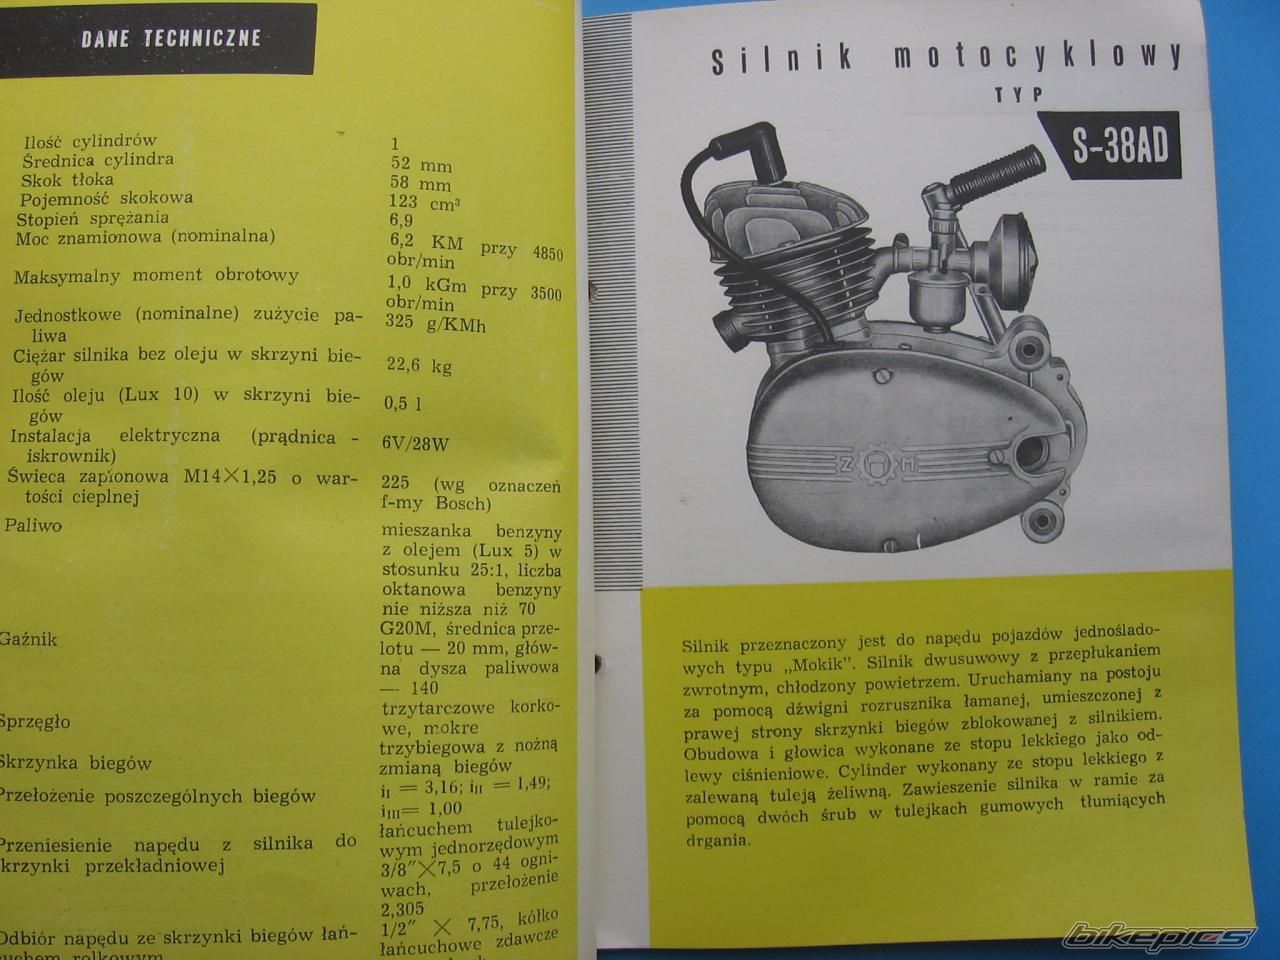 DANE TECHNICZNE
Ilość cylindrów 1
Średnica cylindra 52 mm
Skok tłoka 58 mm
Pojemność skokowa 123 cm³
Stopień sprężania 6,9
Moc znamionowa (nominalna) 6,2 KM przy 4850
obr/min
Maksymalny moment obrotowy 1,0 kGm przy 3500
obr/min
Jednostkowe (nominalne) zużycie pa- 325 g/KMh
liwa
Ciężar silnika bez oleju w skrzyni bie- 22,6 kg
gów
Ilość oleju (Lux 10) w skrzyni bie- 0,5 l
gów
Instalacja elektryczna (prądnica - 6V/28W
iskrownik)
Świeca zapłonowa M14×1,25 o war- 225 (wg oznaczeń
tości cieplnej f-my Bosch)
Paliwo mieszanka benzyny
z olejem (Lux 5) w
stosunku 25:1, liczba
oktanowa benzyny
nie niższa niż 70
Gaźnik G20M, średnica prze-
lotu — 20 mm, głów-
na dysza paliwowa
— 140
Sprzęgło trzytarczowe korko-
we, mokre
Skrzynka biegów trzybiegowa z nożną
zmianą biegów
Przełożenie poszczególnych biegów iI = 3,16; iII = 1,49;
iIII = 1,00
Przeniesienie napędu z silnika do łańcuchem tulejko-
skrzynki przekładniowej wym jednorzędowym
3/8″×7,5 o 44 ogni-
wach, przełożenie
2,305
Odbiór napędu ze skrzynki biegów łań- 1/2″ × 7,75, kółko
cuchem rolkowym łańcuchowe zdawcze
Silnik motocyklowy
TYP
S-38AD
Z M
Silnik przeznaczony jest do napędu pojazdów jednoślado-
wych typu „Mokik”. Silnik dwusuwowy z przepłukaniem
zwrotnym, chłodzony powietrzem. Uruchamiany na postoju
za pomocą dźwigni rozrusznika łamanej, umieszczonej z
prawej strony skrzynki biegów zblokowanej z silnikiem.
Obudowa i głowica wykonane ze stopu lekkiego jako od-
lewy ciśnieniowe. Cylinder wykonany ze stopu lekkiego z
zalewaną tuleją żeliwną. Zawieszenie silnika w ramie za
pomocą dwóch śrub w tulejkach gumowych tłumiących
drgania.
bikepics